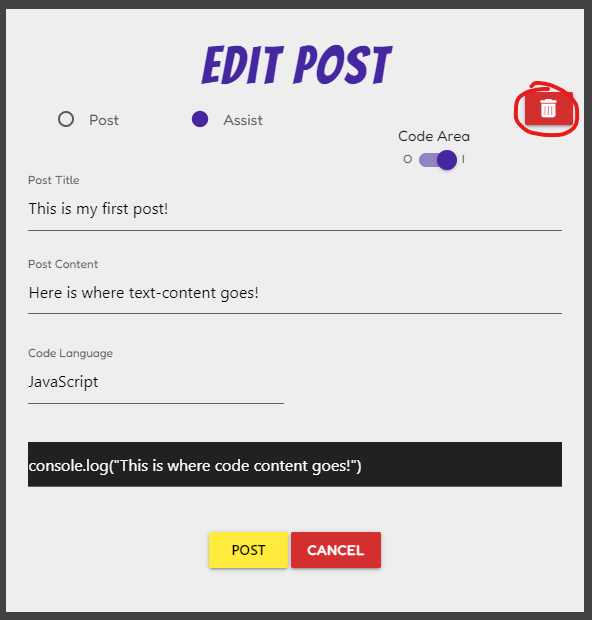 EDIT POST
Post
Assist
Code Area
O I
Post Title
This is my first post!
Post Content
Here is where text-content goes!
Code Language
JavaScript
console.log("This is where code content goes!")
POST CANCEL